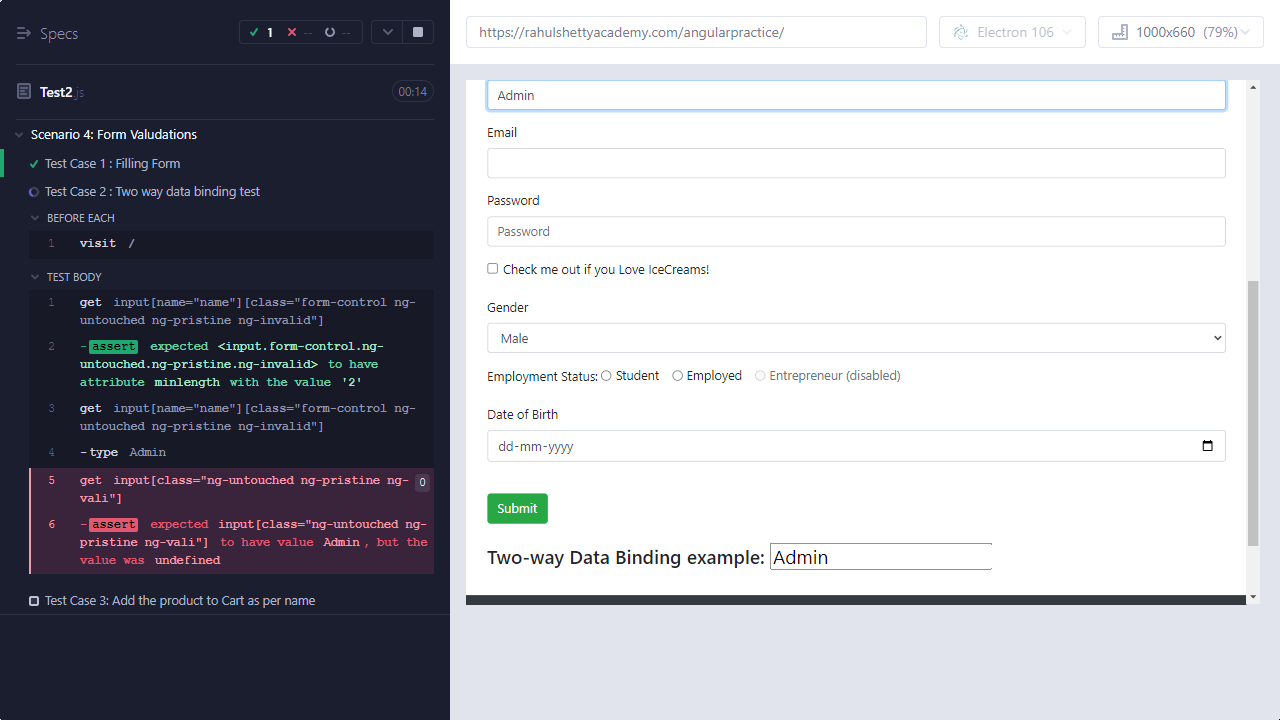 Specs
1
--
--
Test2.js
00:14
Scenario 4: Form Valudations
Test Case 1 : Filling Form
Test Case 2 : Two way data binding test
BEFORE EACH
1 visit /
TEST BODY
1 get input[name="name"][class="form-control ng-
untouched ng-pristine ng-invalid"]
2 -assert expected <input.form-control.ng-
untouched.ng-pristine.ng-invalid> to have
attribute minlength with the value '2'
3 get input[name="name"][class="form-control ng-
untouched ng-pristine ng-invalid"]
4 -type Admin
5 get input[class="ng-untouched ng-pristine ng- 0
vali"]
6 -assert expected input[class="ng-untouched ng-
pristine ng-vali"] to have value Admin, but the
value was undefined
Test Case 3: Add the product to Cart as per name
https://rahulshettyacademy.com/angularpractice/
Electron 106
1000x660 (79%)
Admin
Email
Password
Password
Check me out if you Love IceCreams!
Gender
Male
Employment Status: Student Employed Entrepreneur (disabled)
Date of Birth
dd-mm-yyyy
Submit
Two-way Data Binding example: Admin